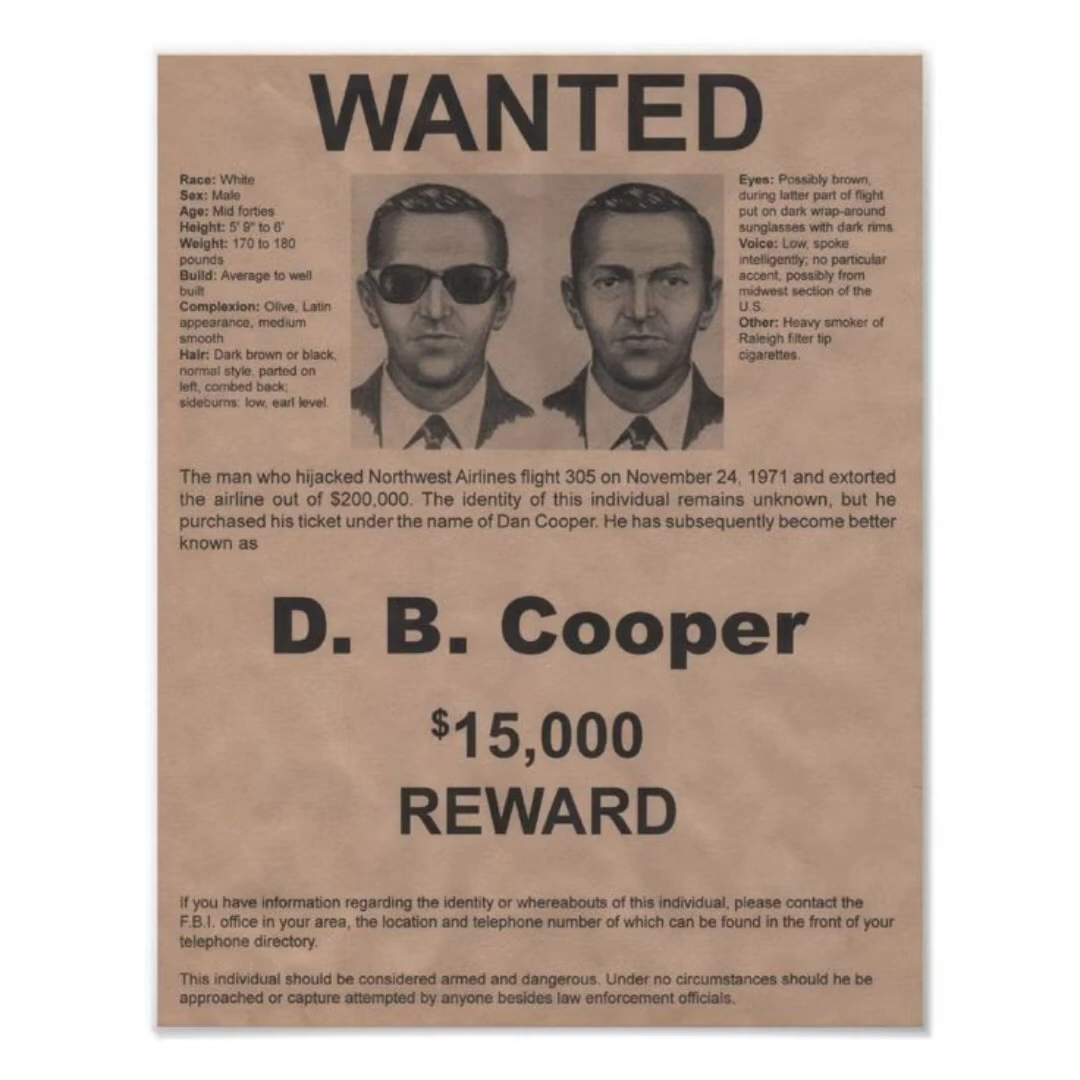 WANTED
Race: White
Sex: Male
Age: Mid forties
Height: 5' 9" to 6'
Weight: 170 to 180
pounds
Build: Average to well
built
Complexion: Olive, Latin
appearance, medium
smooth
Hair: Dark brown or black,
normal style, parted on
left, combed back;
sideburns: low, earl level.
Eyes: Possibly brown,
during latter part of flight
put on dark wrap-around
sunglasses with dark rims.
Voice: Low, spoke
intelligently; no particular
accent, possibly from
midwest section of the
U.S.
Other: Heavy smoker of
Raleigh filter tip
cigarettes.
The man who hijacked Northwest Airlines flight 305 on November 24, 1971 and extorted
the airline out of $200,000. The identity of this individual remains unknown, but he
purchased his ticket under the name of Dan Cooper. He has subsequently become better
known as
D. B. Cooper
$15,000
REWARD
If you have information regarding the identity or whereabouts of this individual, please contact the
F.B.I. office in your area, the location and telephone number of which can be found in the front of your
telephone directory.
This individual should be considered armed and dangerous. Under no circumstances should he be
approached or capture attempted by anyone besides law enforcement officials.